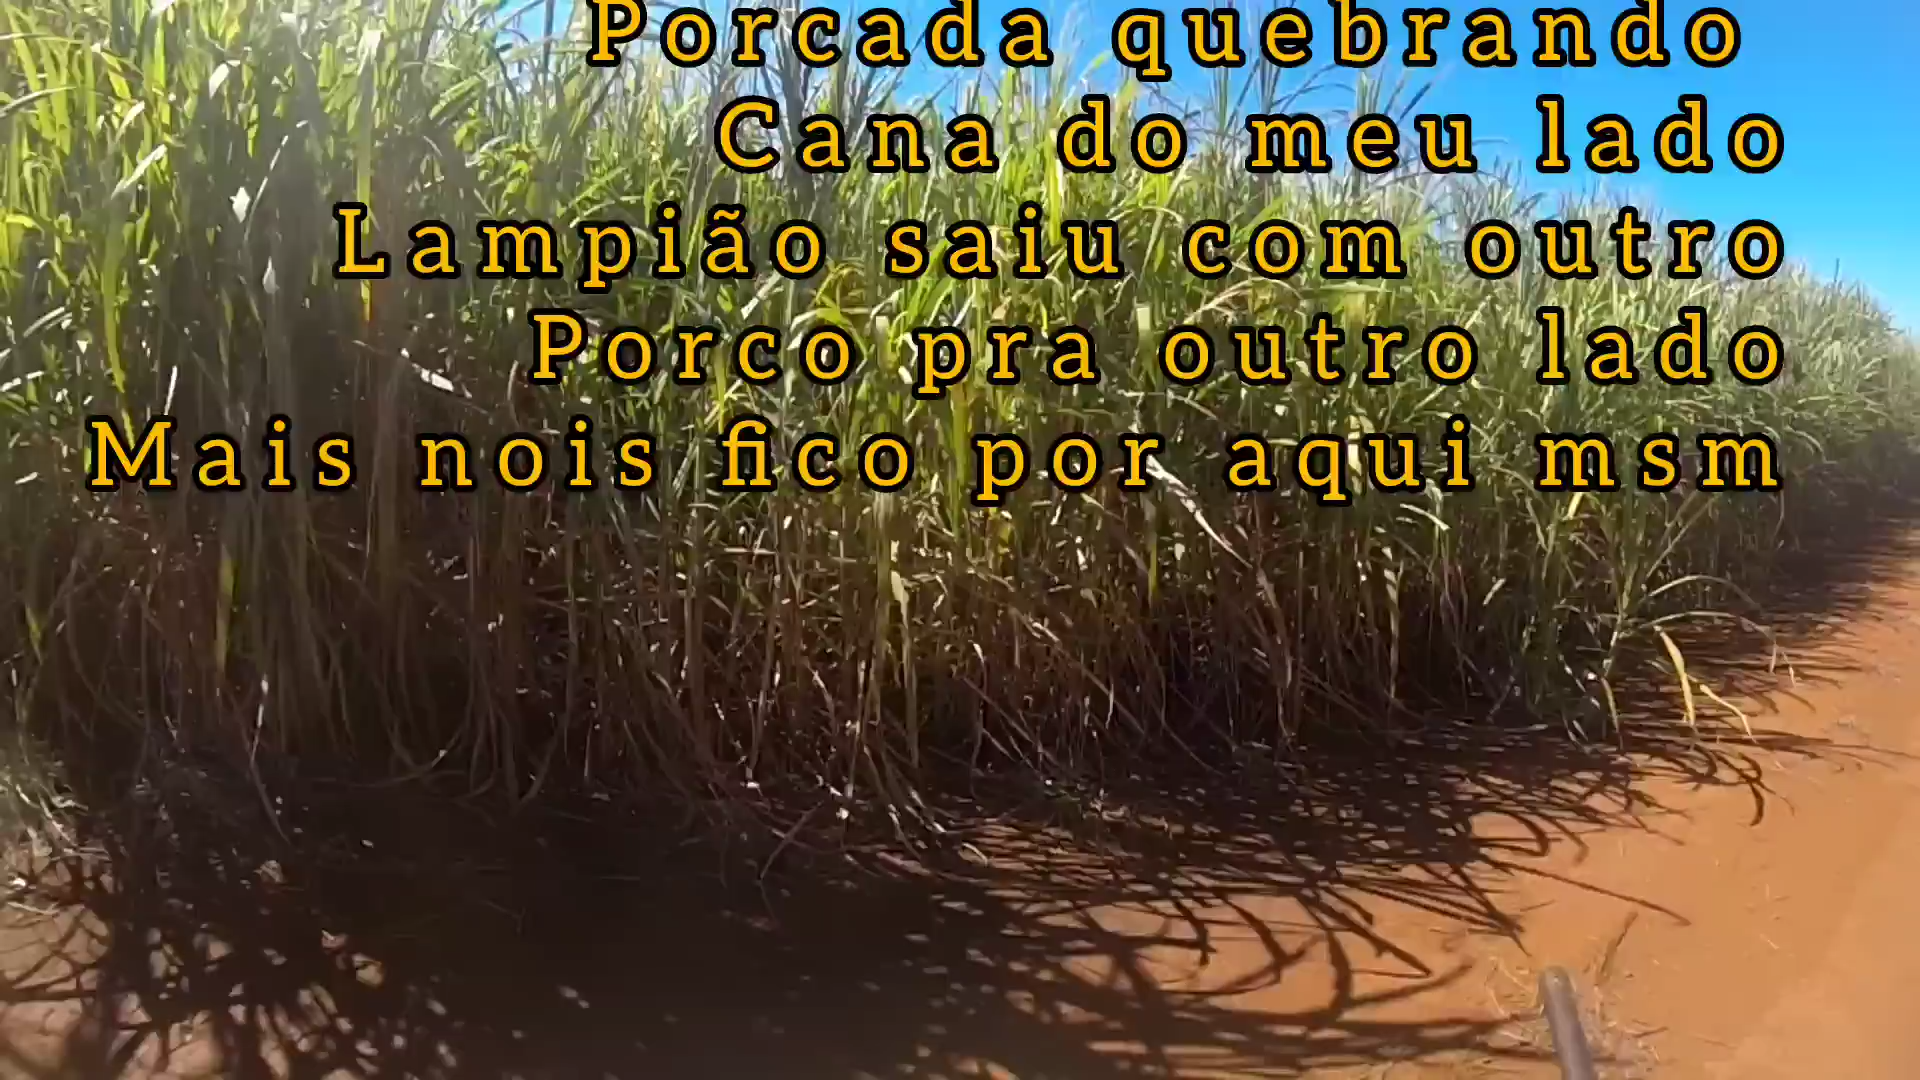 Porcada quebrando
Cana do meu lado
Lampião saiu com outro
Porco pra outro lado
Mais nois fico por aqui msm